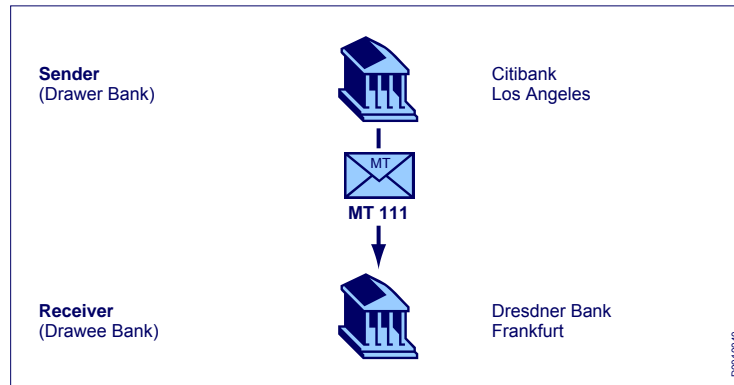 Sender
(Drawer Bank)
Citibank
Los Angeles
MT
MT 111
Receiver
(Drawee Bank)
Dresdner Bank
Frankfurt